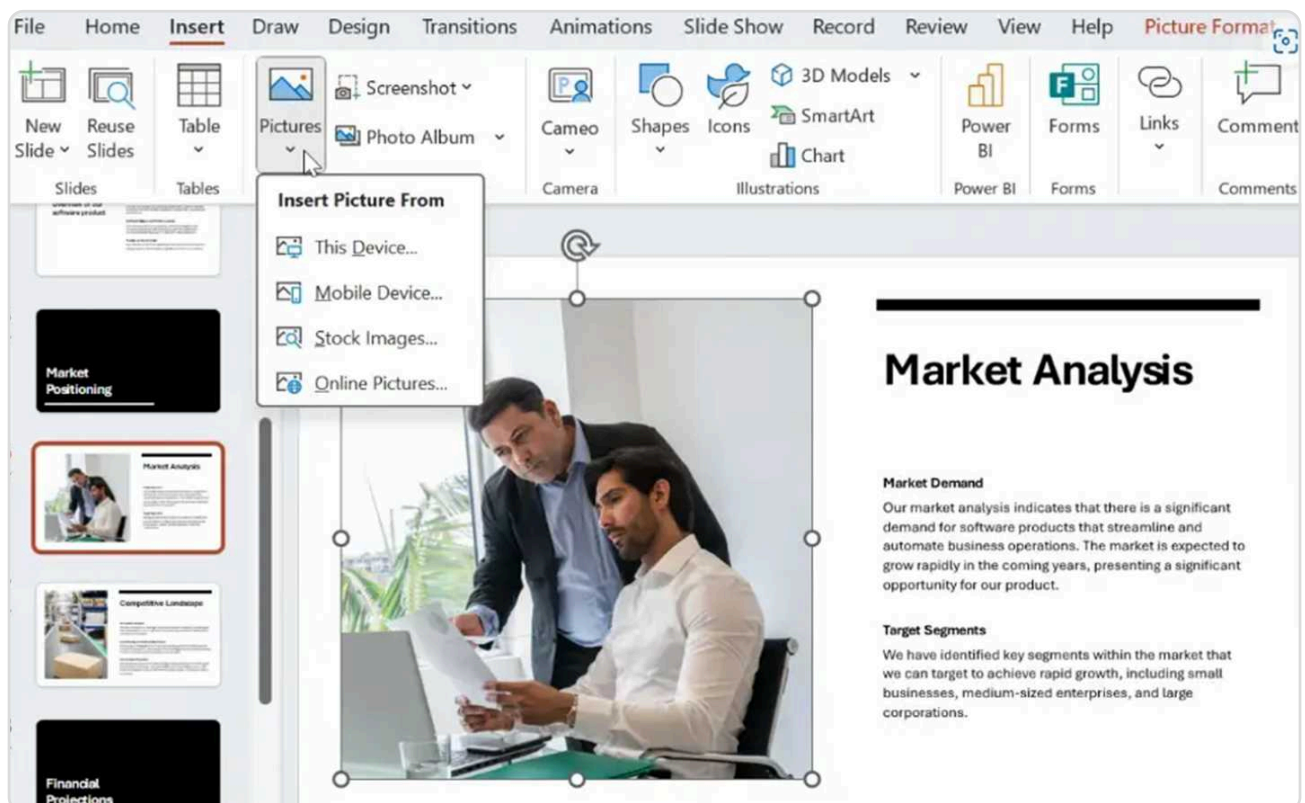 File Home Insert Draw Design Transitions Animations Slide Show Record Review View Help Picture Format
New
Slide
Reuse
Slides
Slides
Table
Tables
Pictures
Screenshot
Photo Album
Cameo
Camera
Shapes
Icons
3D Models
SmartArt
Chart
Illustrations
Power
BI
Power BI
Forms
Forms
Links
Comment
Comments
Insert Picture From
This Device...
Mobile Device...
Stock Images...
Online Pictures...
software product
Market
Positioning
Market Analysis
Competitive Landscape
Financial
Projections
Market Analysis
Market Demand
Our market analysis indicates that there is a significant
demand for software products that streamline and
automate business operations. The market is expected to
grow rapidly in the coming years, presenting a significant
opportunity for our product.
Target Segments
We have identified key segments within the market that
we can target to achieve rapid growth, including small
businesses, medium-sized enterprises, and large
corporations.